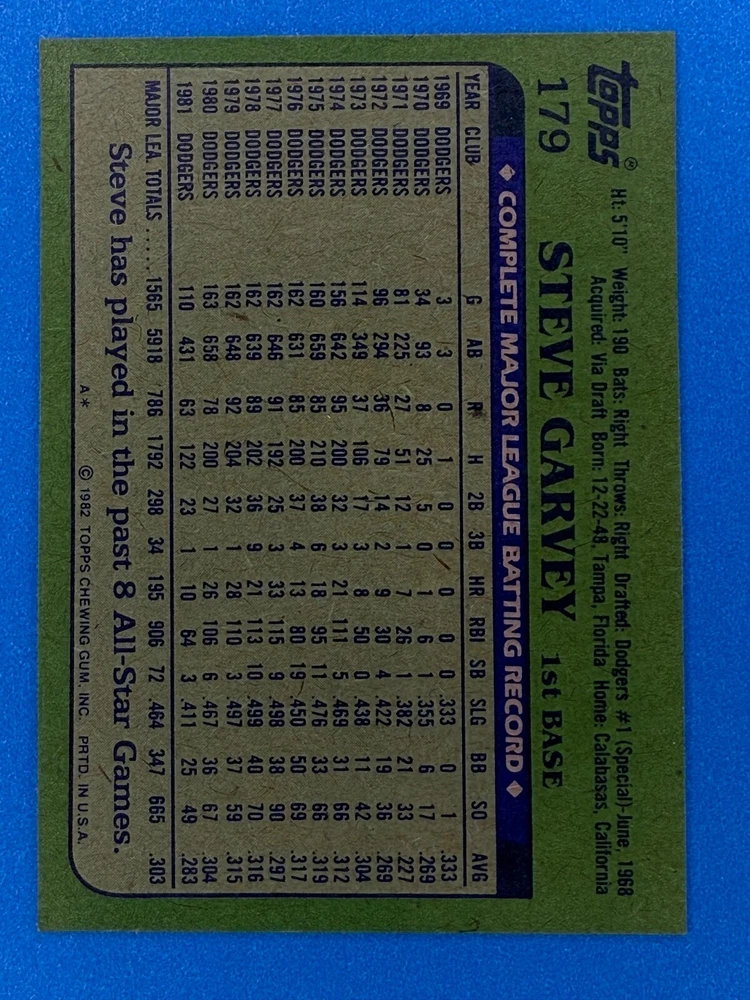 topps®
179 STEVE GARVEY 1st BASE
Ht: 5'10" Weight: 190 Bats: Right Throws: Right Drafted: Dodgers #1 (Special)-June, 1968
Acquired: Via Draft Born: 12-22-48, Tampa, Florida Home: Calabasas, California
COMPLETE MAJOR LEAGUE BATTING RECORD
YEAR CLUB G AB R H 2B 3B HR RBI SB SLG BB SO AVG
1969 DODGERS 3 3 0 1 0 0 0 0 0 .333 0 1 .333
1970 DODGERS 34 93 8 25 5 0 1 6 1 .355 6 17 .269
1971 DODGERS 81 225 27 51 12 1 7 26 1 .382 21 33 .227
1972 DODGERS 96 294 36 79 14 2 9 30 4 .422 19 36 .269
1973 DODGERS 114 349 37 106 17 3 8 50 0 .438 11 42 .304
1974 DODGERS 156 642 95 200 32 3 21 111 5 .469 31 66 .312
1975 DODGERS 160 659 85 210 38 6 18 95 11 .476 33 66 .319
1976 DODGERS 162 631 85 200 37 4 13 80 19 .450 50 69 .317
1977 DODGERS 162 646 91 192 25 3 33 115 9 .498 38 90 .297
1978 DODGERS 162 639 89 202 36 9 21 113 10 .499 40 70 .316
1979 DODGERS 162 648 92 204 32 1 28 110 3 .497 37 59 .315
1980 DODGERS 163 658 78 200 27 1 26 106 6 .467 36 67 .304
1981 DODGERS 110 431 63 122 23 1 10 64 3 .411 25 49 .283
MAJOR LEA. TOTALS ..... 1565 5918 786 1792 298 34 195 906 72 .464 347 665 .303
Steve has played in the past 8 All-Star Games.
A* © 1982 TOPPS CHEWING GUM, INC. PRTD. IN U.S.A.